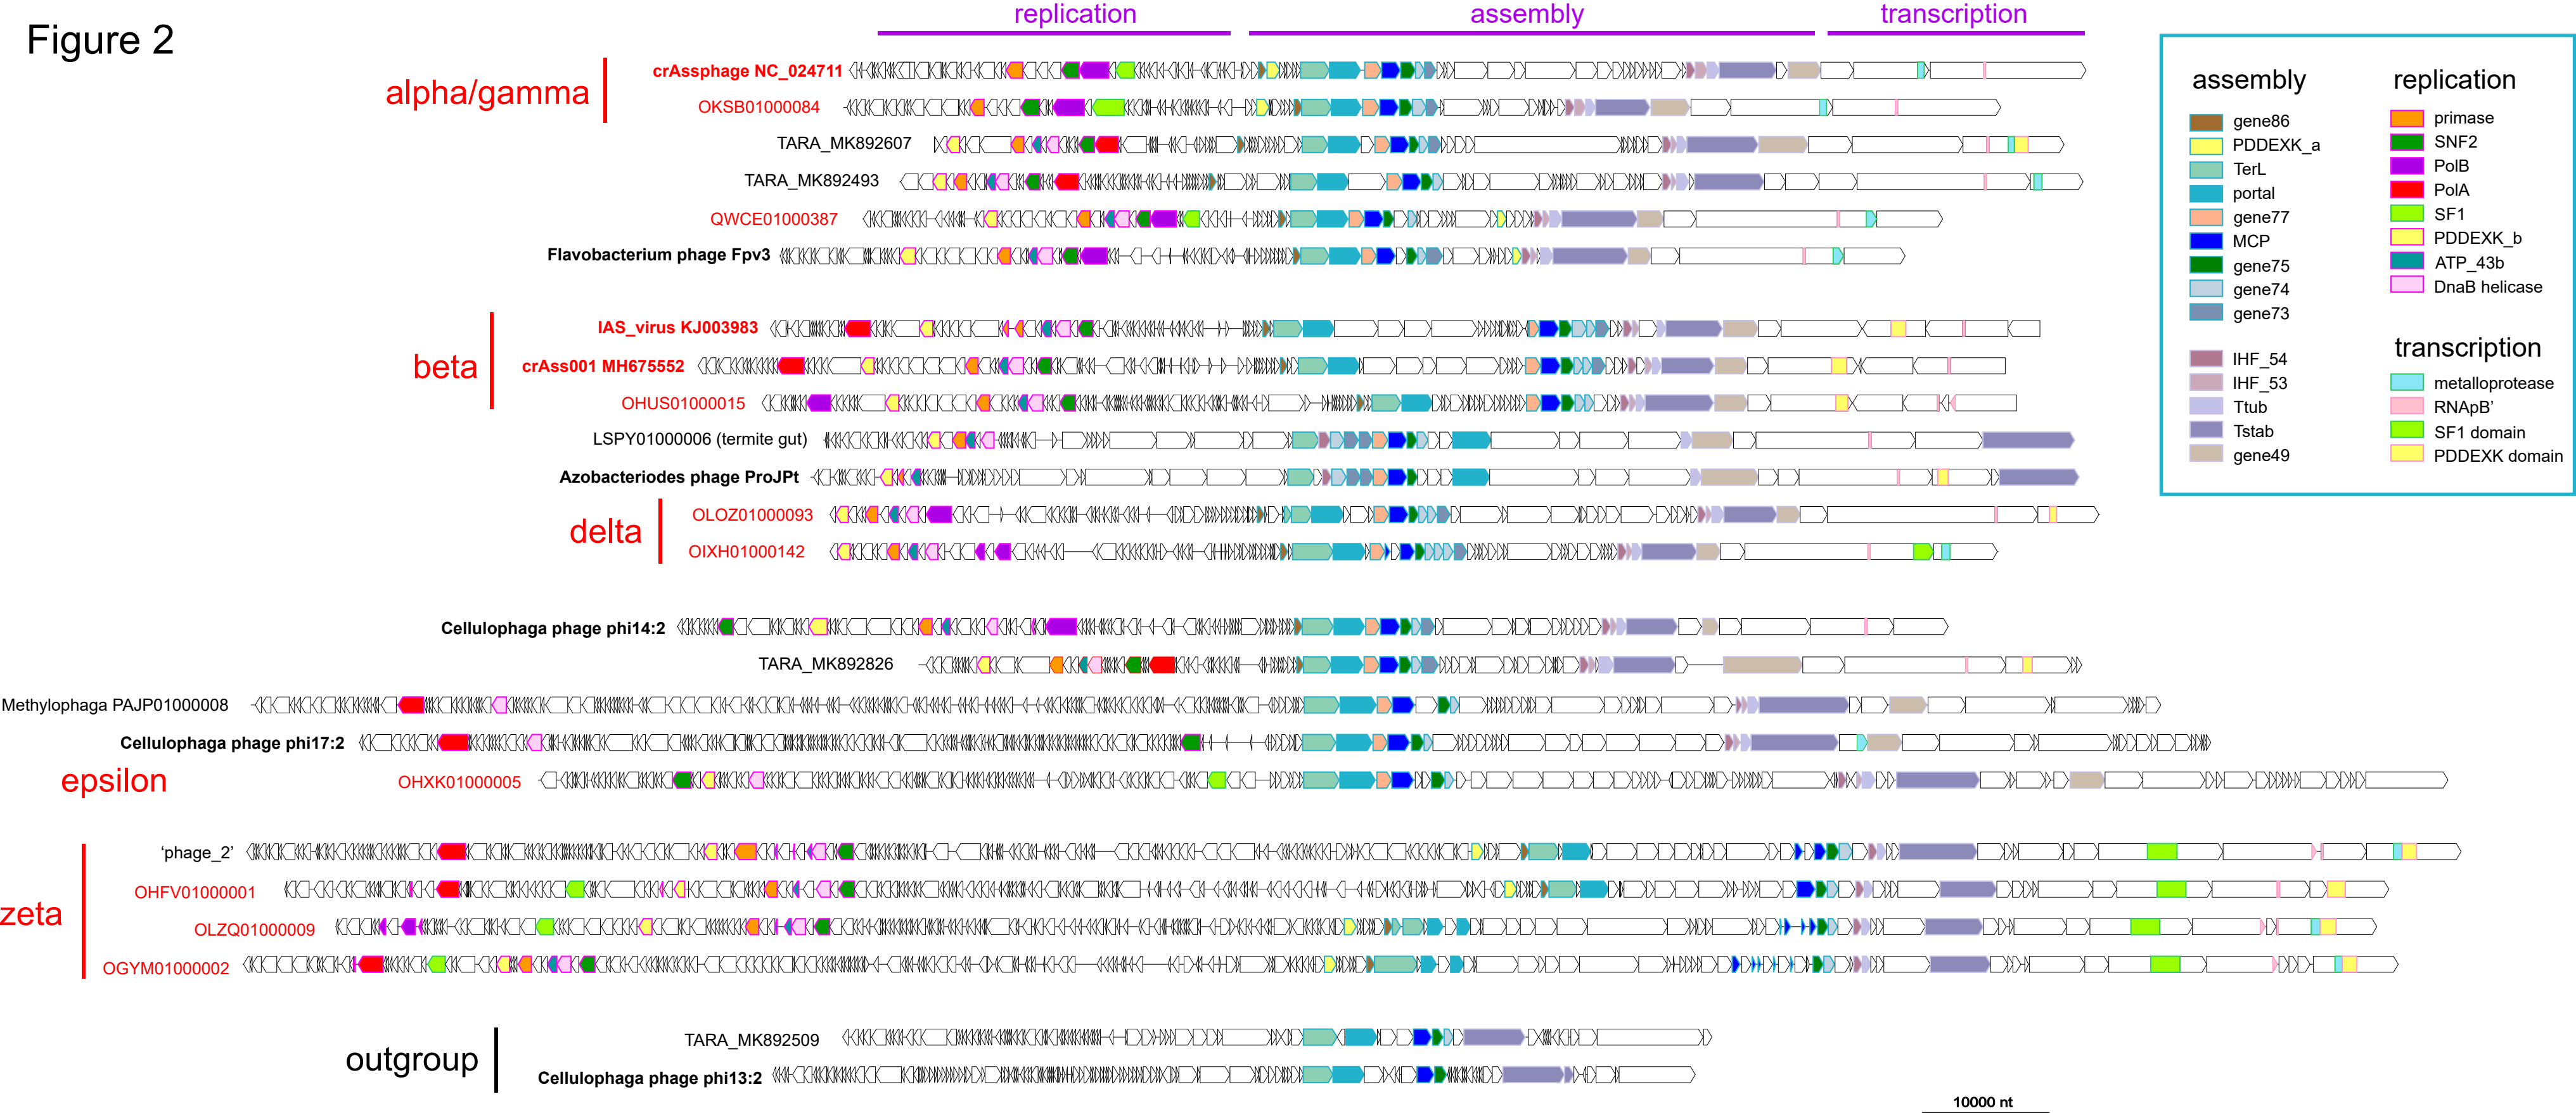 Figure 2
replication
assembly
transcription
alpha/gamma
crAssphage NC_024711
OKSB01000084
TARA_MK892607
TARA_MK892493
QWCE01000387
Flavobacterium phage Fpv3
beta
IAS_virus KJ003983
crAss001 MH675552
OHUS01000015
LSPY01000006 (termite gut)
Azobacteriodes phage ProJPt
delta
OLOZ01000093
OIXH01000142
Cellulophaga phage phi14:2
TARA_MK892826
Methylophaga PAJP01000008
Cellulophaga phage phi17:2
epsilon
OHXK01000005
zeta
‘phage_2’
OHFV01000001
OLZQ01000009
OGYM01000002
outgroup
TARA_MK892509
Cellulophaga phage phi13:2
10000 nt
assembly
gene86
PDDEXK_a
TerL
portal
gene77
MCP
gene75
gene74
gene73
IHF_54
IHF_53
Ttub
Tstab
gene49
replication
primase
SNF2
PolB
PolA
SF1
PDDEXK_b
ATP_43b
DnaB helicase
transcription
metalloprotease
RNApB’
SF1 domain
PDDEXK domain